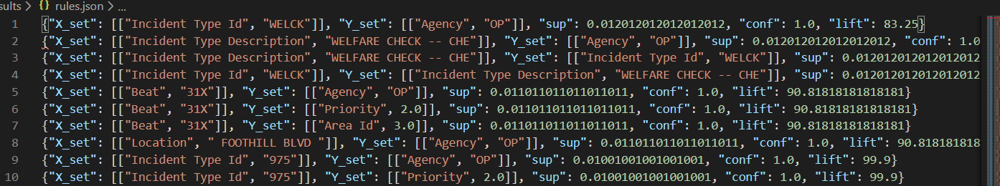 sults > {} rules.json > ...
1 {"X_set": [["Incident Type Id", "WELCK"]], "Y_set": [["Agency", "OP"]], "sup": 0.012012012012012012, "conf": 1.0, "lift": 83.25}
2 {"X_set": [["Incident Type Description", "WELFARE CHECK -- CHE"]], "Y_set": [["Agency", "OP"]], "sup": 0.012012012012012012, "conf": 1.0
3 {"X_set": [["Incident Type Description", "WELFARE CHECK -- CHE"]], "Y_set": [["Incident Type Id", "WELCK"]], "sup": 0.012012012012012
4 {"X_set": [["Incident Type Id", "WELCK"]], "Y_set": [["Incident Type Description", "WELFARE CHECK -- CHE"]], "sup": 0.012012012012012
5 {"X_set": [["Beat", "31X"]], "Y_set": [["Agency", "OP"]], "sup": 0.011011011011011011, "conf": 1.0, "lift": 90.81818181818181}
6 {"X_set": [["Beat", "31X"]], "Y_set": [["Priority", 2.0]], "sup": 0.011011011011011011, "conf": 1.0, "lift": 90.81818181818181}
7 {"X_set": [["Beat", "31X"]], "Y_set": [["Area Id", 3.0]], "sup": 0.011011011011011011, "conf": 1.0, "lift": 90.81818181818181}
8 {"X_set": [["Location", " FOOTHILL BLVD "]], "Y_set": [["Agency", "OP"]], "sup": 0.011011011011011011, "conf": 1.0, "lift": 90.818181818
9 {"X_set": [["Incident Type Id", "975"]], "Y_set": [["Agency", "OP"]], "sup": 0.01001001001001001, "conf": 1.0, "lift": 99.9}
10 {"X_set": [["Incident Type Id", "975"]], "Y_set": [["Priority", 2.0]], "sup": 0.01001001001001001, "conf": 1.0, "lift": 99.9}